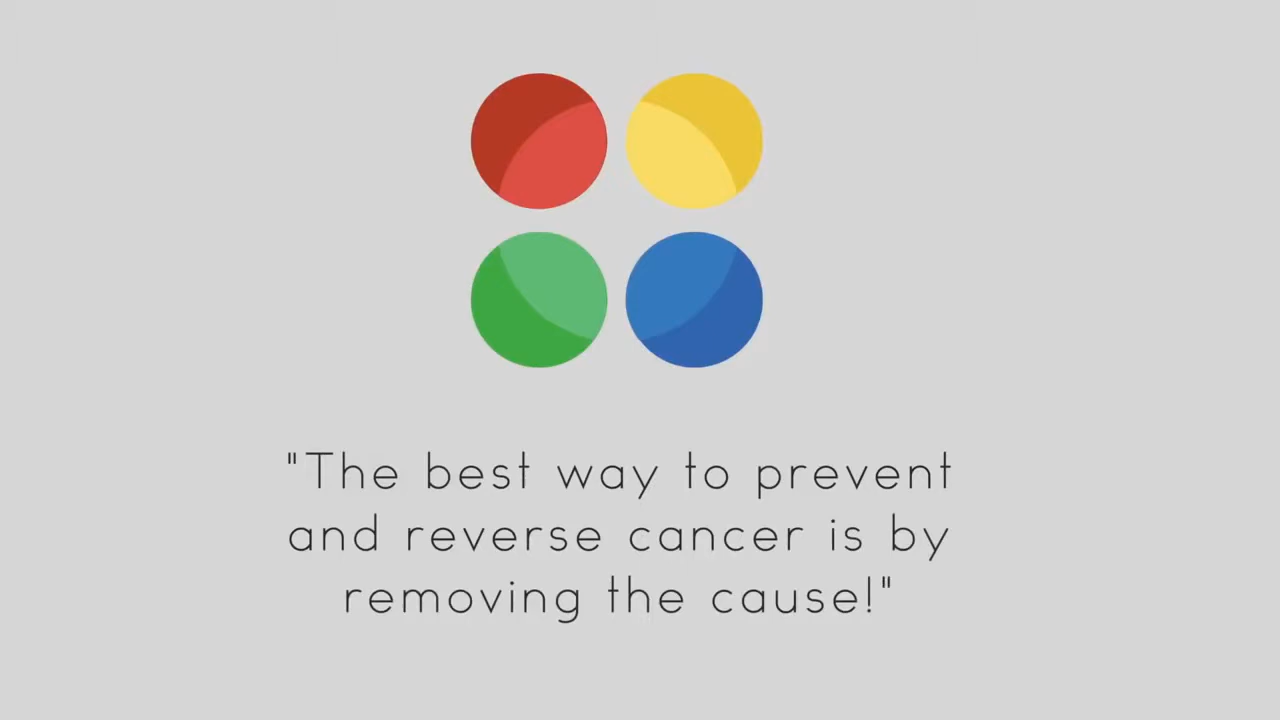 "The best way to prevent
and reverse cancer is by
removing the cause!"